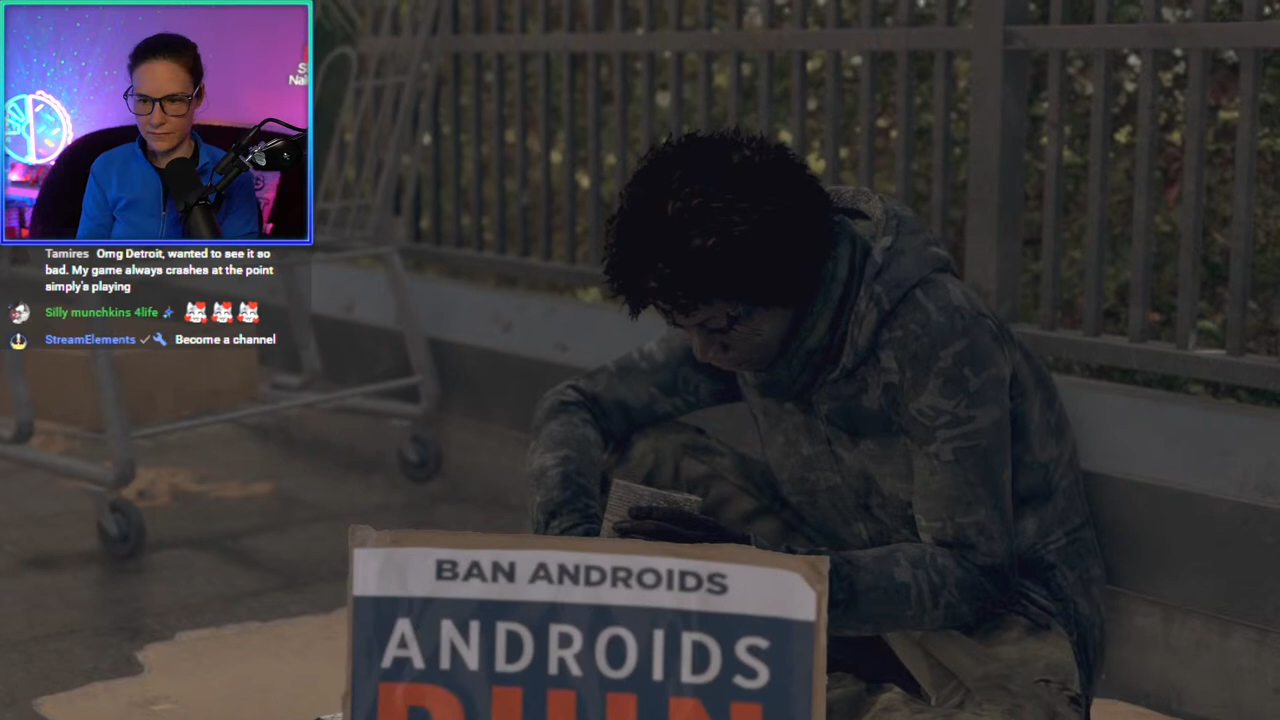 Tamires Omg Detroit, wanted to see it so
bad. My game always crashes at the point
simply's playing
Silly munchkins 4life
StreamElements Become a channel
BAN ANDROIDS
ANDROIDS
RUIN